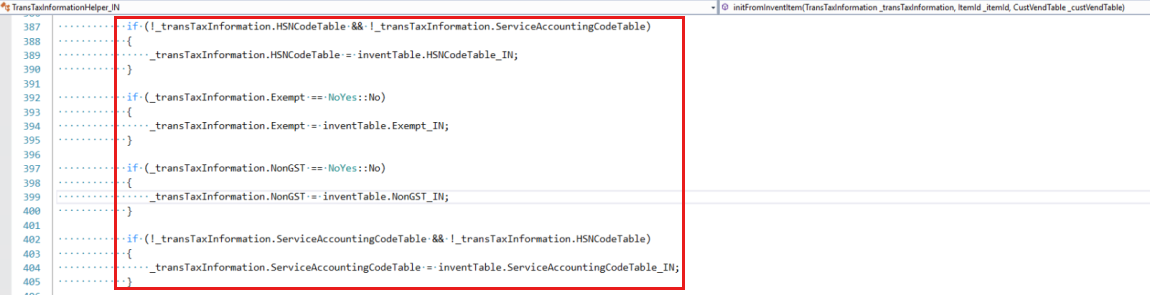 TransTaxInformationHelper_IN initFromInventItem(TransTaxInformation _transTaxInformation, ItemId _itemId, CustVendTable _custVendTable)
387 if (!_transTaxInformation.HSNCodeTable && !_transTaxInformation.ServiceAccountingCodeTable)
388 {
389 _transTaxInformation.HSNCodeTable = inventTable.HSNCodeTable_IN;
390 }
391
392 if (_transTaxInformation.Exempt == NoYes::No)
393 {
394 _transTaxInformation.Exempt = inventTable.Exempt_IN;
395 }
396
397 if (_transTaxInformation.NonGST == NoYes::No)
398 {
399 _transTaxInformation.NonGST = inventTable.NonGST_IN;
400 }
401
402 if (!_transTaxInformation.ServiceAccountingCodeTable && !_transTaxInformation.HSNCodeTable)
403 {
404 _transTaxInformation.ServiceAccountingCodeTable = inventTable.ServiceAccountingCodeTable_IN;
405 }